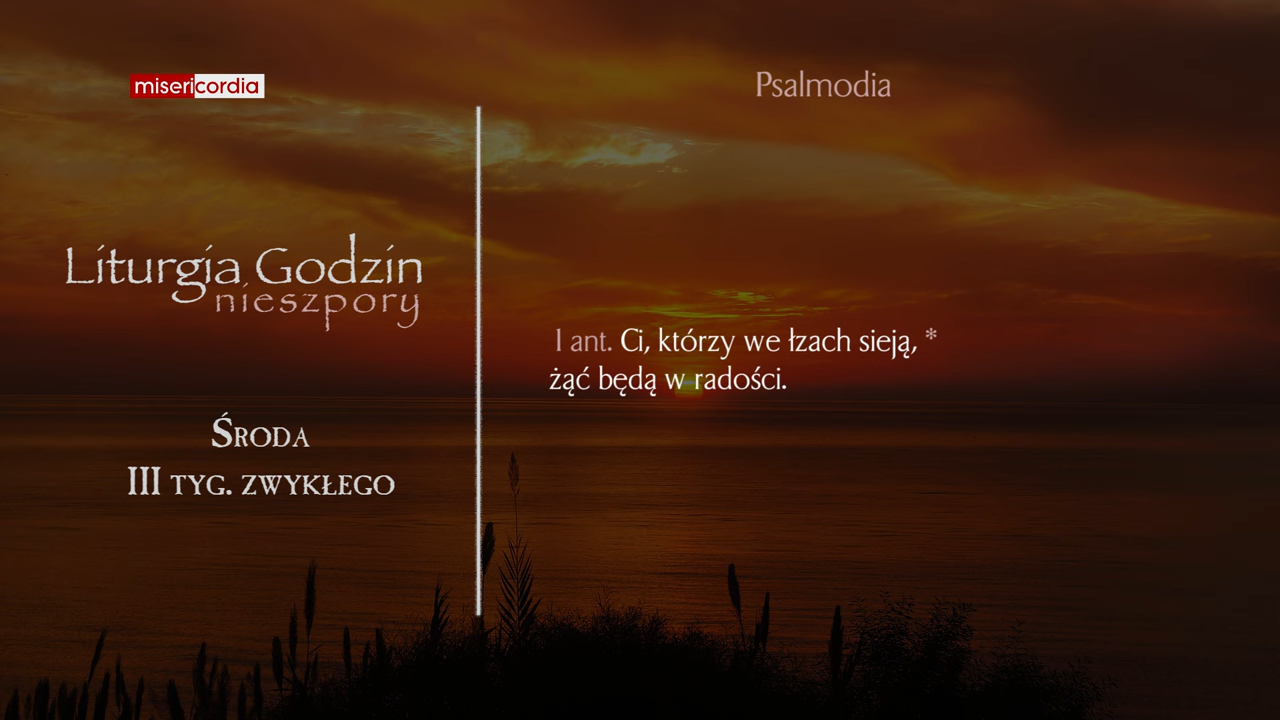 misericordia
Psalmodia
Liturgia Godzin
nieszpory
I ant. Ci, którzy we łzach sieją, *
żąć będą w radości.
Środa
III tyg. zwykłego